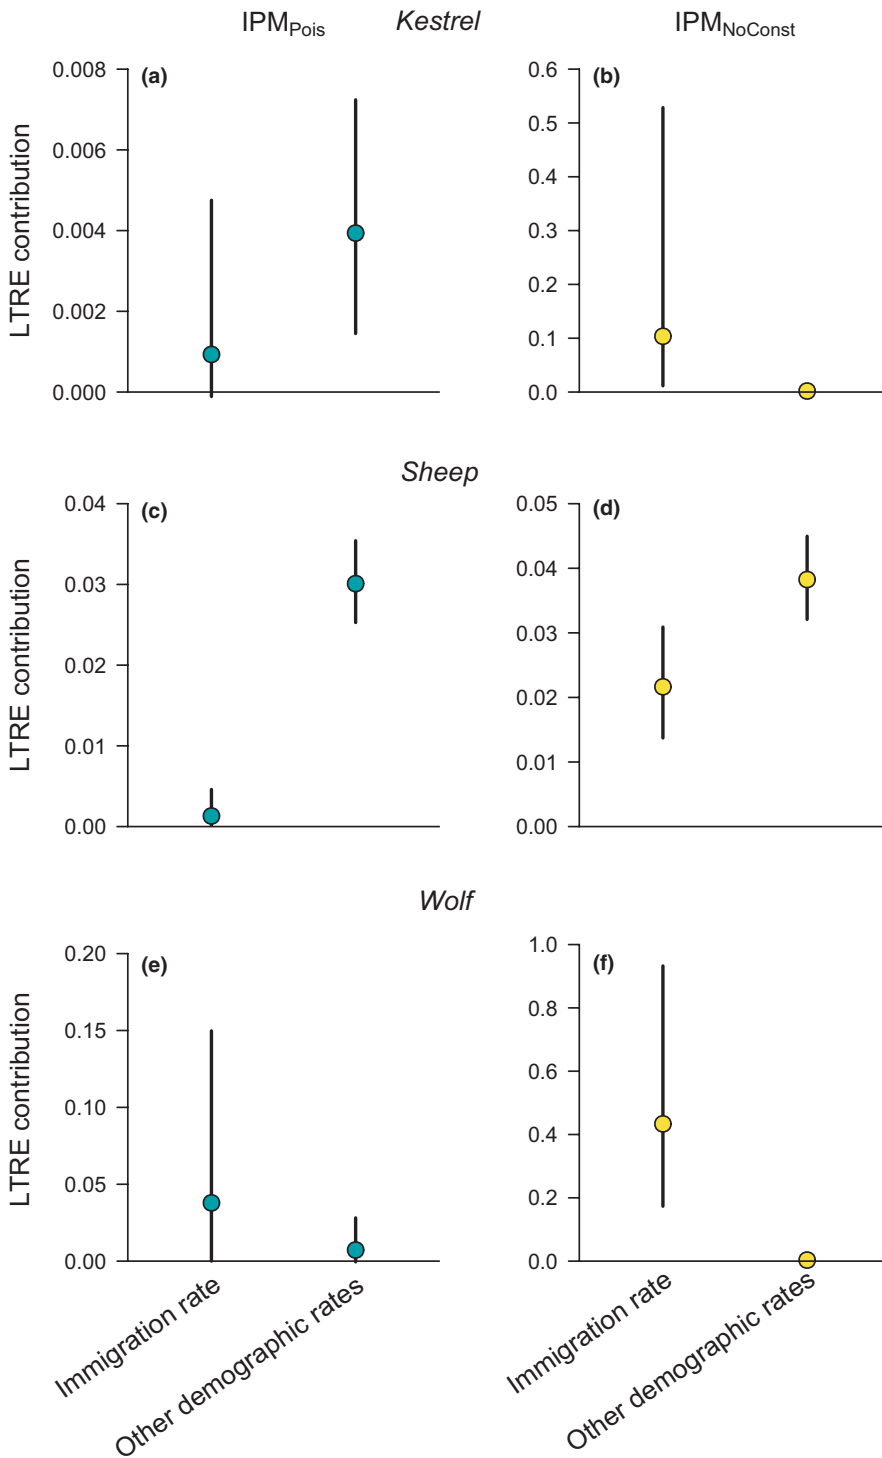 IPMPois Kestrel IPMNoConst
(a) (b)
LTRE contribution
0.008
0.006
0.004
0.002
0.000
0.6
0.5
0.4
0.3
0.2
0.1
0.0
Sheep
(c) (d)
LTRE contribution
0.04
0.03
0.02
0.01
0.00
0.05
0.04
0.03
0.02
0.01
0.00
Wolf
(e) (f)
LTRE contribution
0.20
0.15
0.10
0.05
0.00
1.0
0.8
0.6
0.4
0.2
0.0
Immigration rate
Other demographic rates
Immigration rate
Other demographic rates